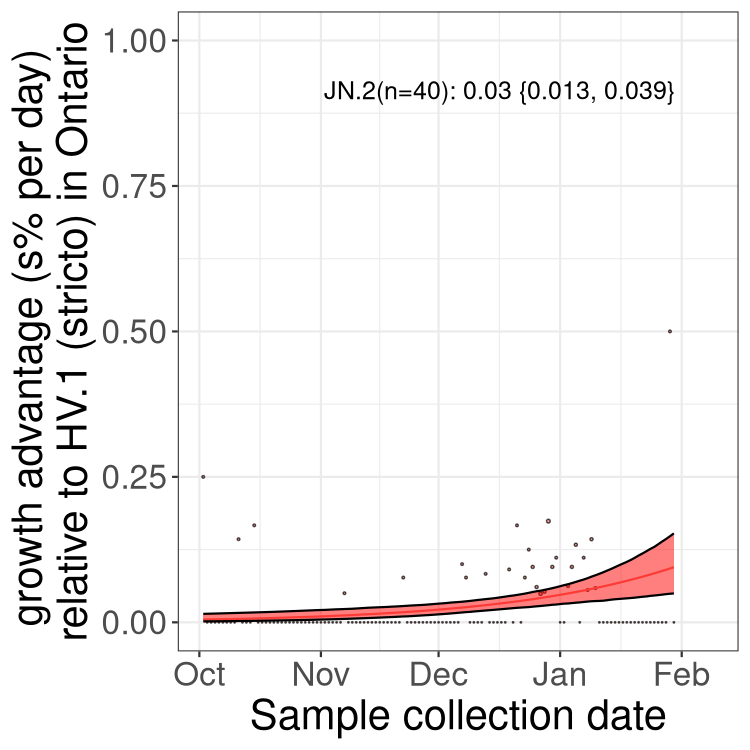 growth advantage (s% per day)
relative to HV.1 (stricto) in Ontario
1.00
JN.2(n=40): 0.03 {0.013, 0.039}
0.75
0.50
0.25
0.00
Oct Nov Dec Jan Feb
Sample collection date